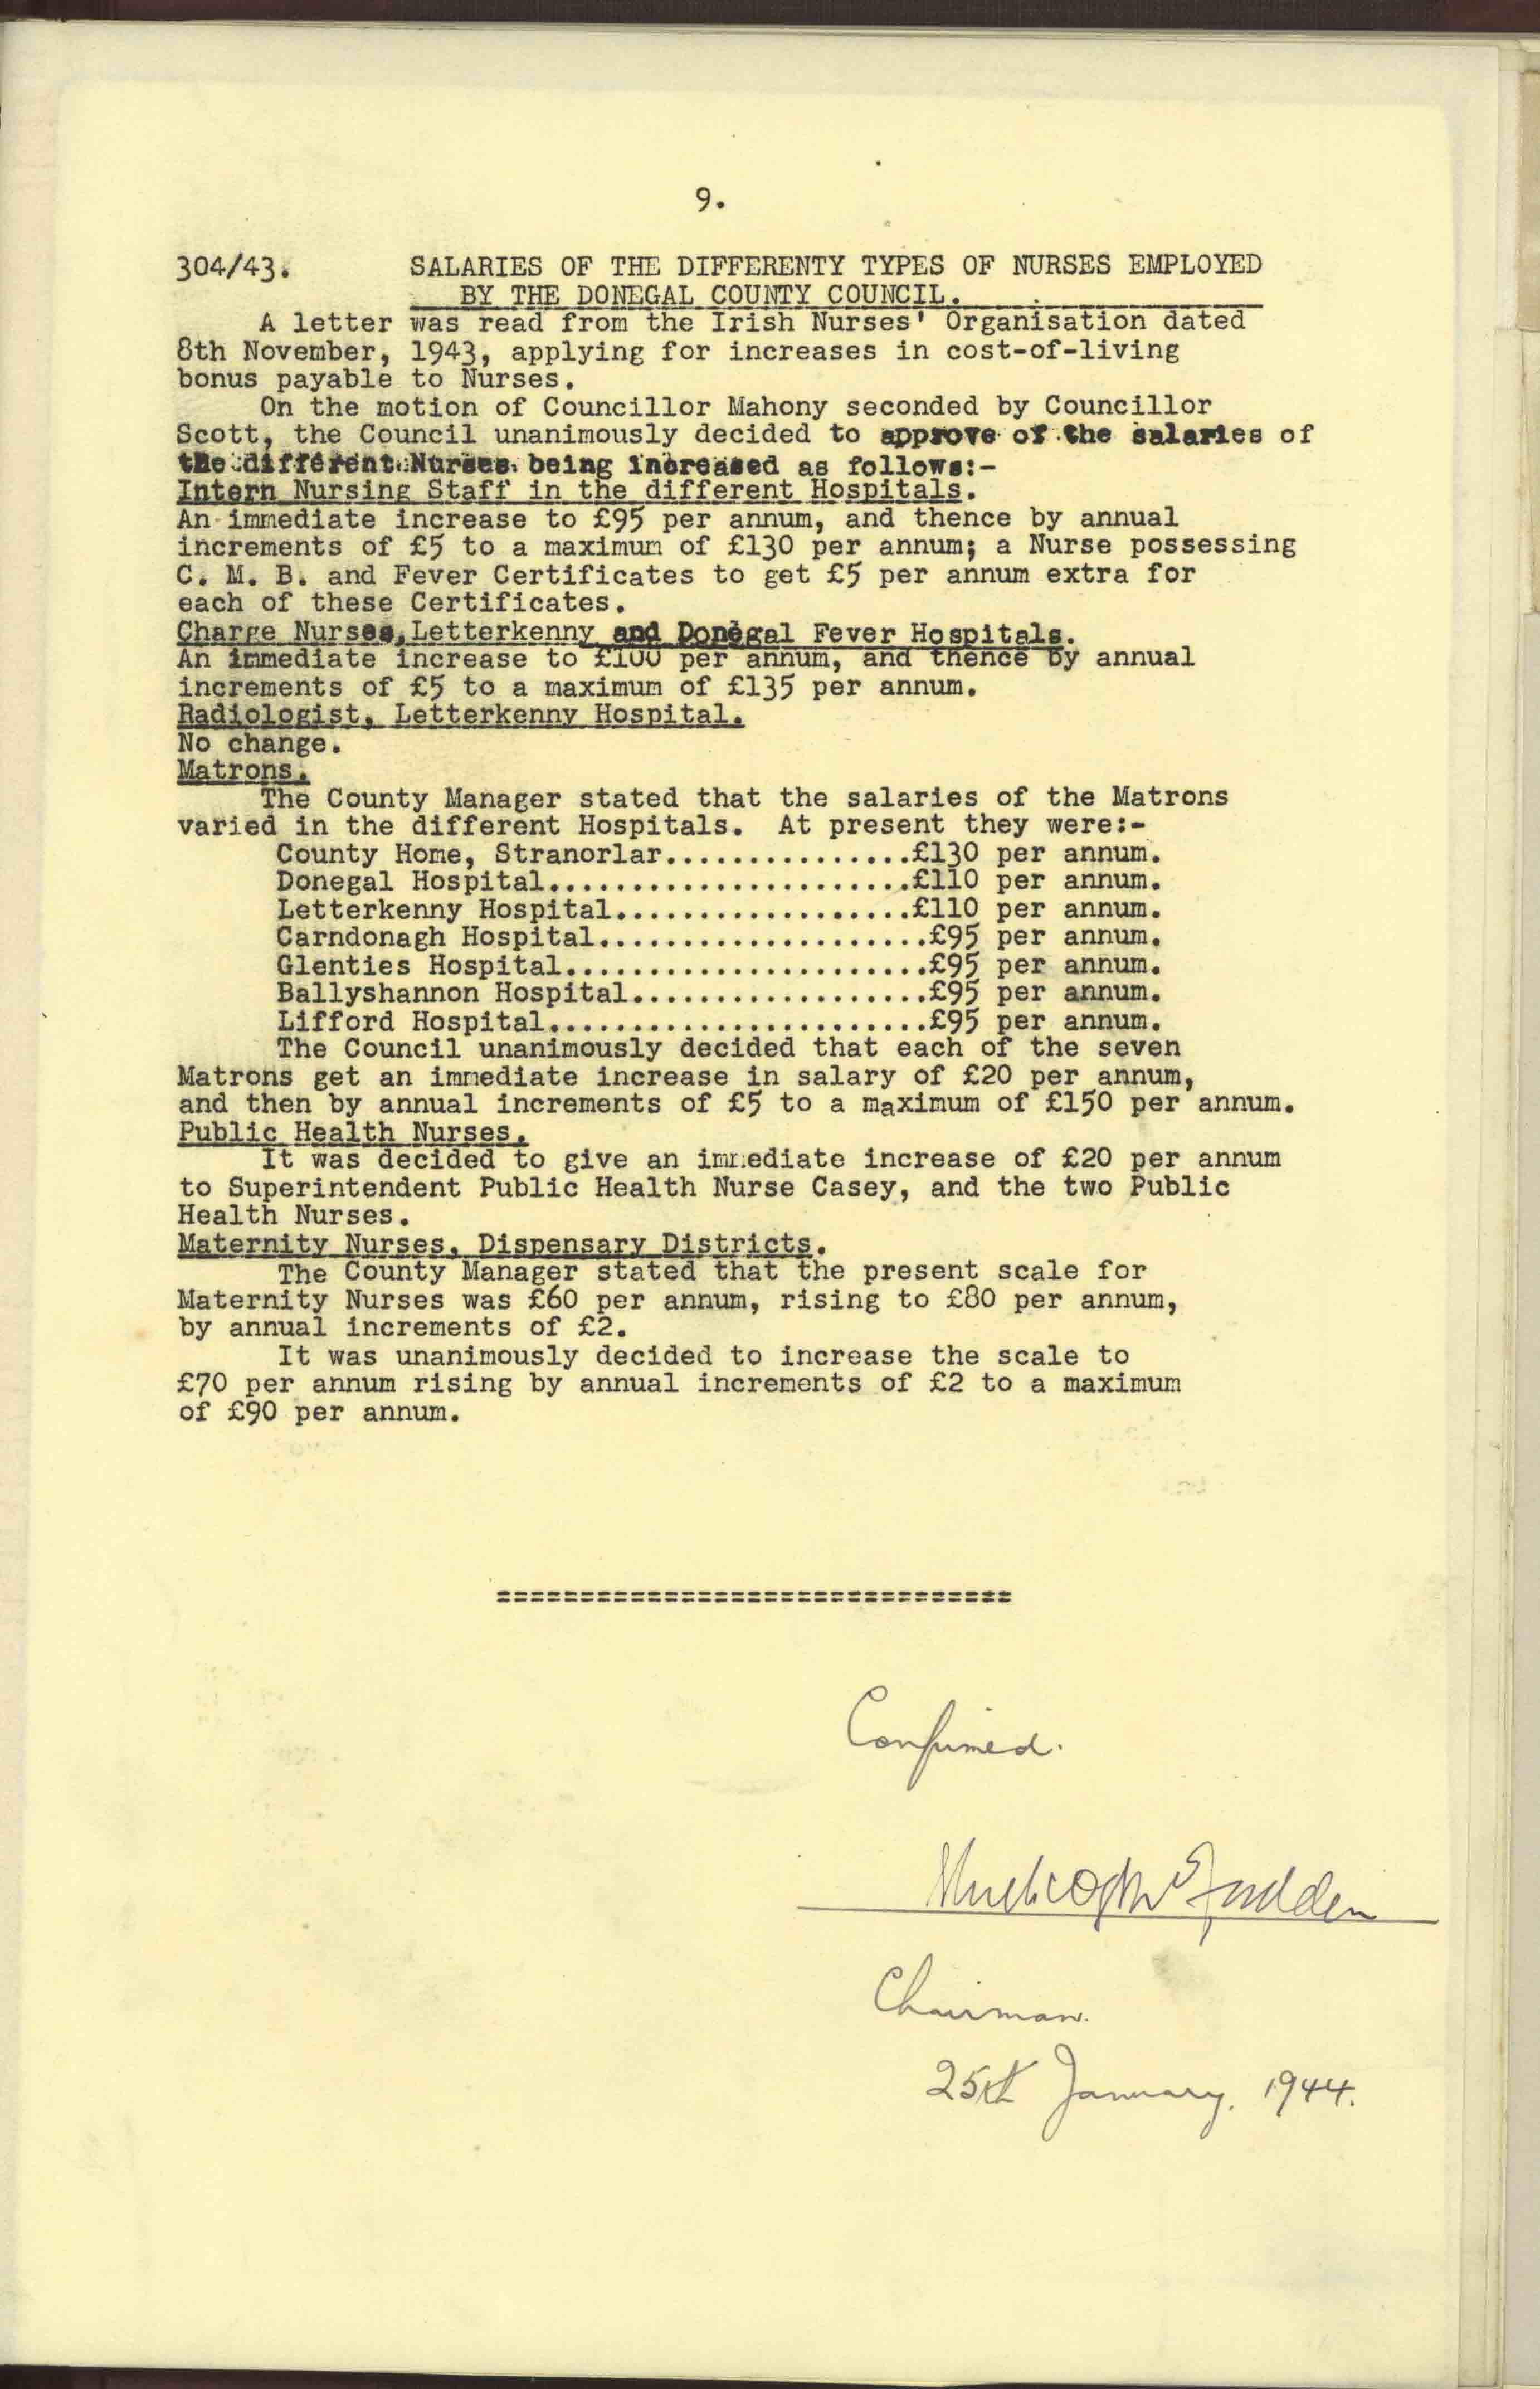 9.
304/43. SALARIES OF THE DIFFERENTY TYPES OF NURSES EMPLOYED
BY THE DONEGAL COUNTY COUNCIL.
A letter was read from the Irish Nurses' Organisation dated
8th November, 1943, applying for increases in cost-of-living
bonus payable to Nurses.
On the motion of Councillor Mahony seconded by Councillor
Scott, the Council unanimously decided to approve of the salaries of
the different Nurses being increased as follows:-
Intern Nursing Staff in the different Hospitals.
An immediate increase to £95 per annum, and thence by annual
increments of £5 to a maximum of £130 per annum; a Nurse possessing
C. M. B. and Fever Certificates to get £5 per annum extra for
each of these Certificates.
Charge Nurses, Letterkenny and Donegal Fever Hospitals.
An immediate increase to £100 per annum, and thence by annual
increments of £5 to a maximum of £135 per annum.
Radiologist, Letterkenny Hospital.
No change.
Matrons.
The County Manager stated that the salaries of the Matrons
varied in the different Hospitals. At present they were:-
County Home, Stranorlar...............£130 per annum.
Donegal Hospital......................£110 per annum.
Letterkenny Hospital..................£110 per annum.
Carndonagh Hospital....................£95 per annum.
Glenties Hospital......................£95 per annum.
Ballyshannon Hospital..................£95 per annum.
Lifford Hospital.......................£95 per annum.
The Council unanimously decided that each of the seven
Matrons get an immediate increase in salary of £20 per annum,
and then by annual increments of £5 to a maximum of £150 per annum.
Public Health Nurses.
It was decided to give an immediate increase of £20 per annum
to Superintendent Public Health Nurse Casey, and the two Public
Health Nurses.
Maternity Nurses, Dispensary Districts.
The County Manager stated that the present scale for
Maternity Nurses was £60 per annum, rising to £80 per annum,
by annual increments of £2.
It was unanimously decided to increase the scale to
£70 per annum rising by annual increments of £2 to a maximum
of £90 per annum.
===============================
Confirmed.
Chairman.
25th January, 1944.